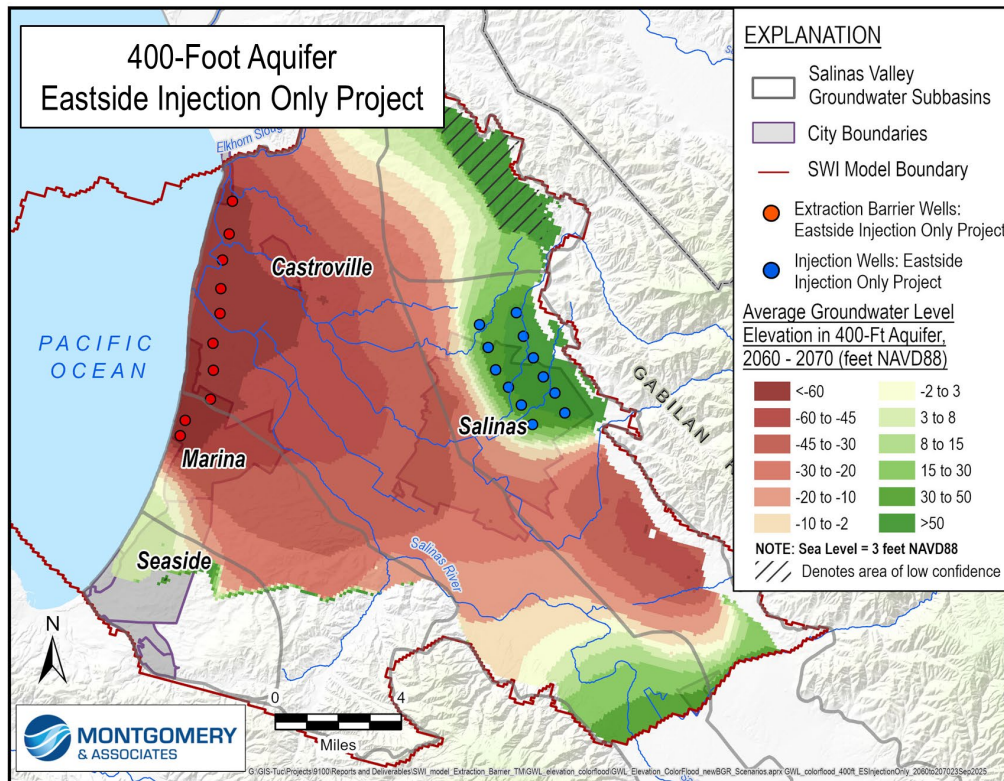 400-Foot Aquifer
Eastside Injection Only Project
EXPLANATION
Salinas Valley
Groundwater Subbasins
City Boundaries
SWI Model Boundary
Extraction Barrier Wells:
Eastside Injection Only Project
Injection Wells: Eastside
Injection Only Project
Average Groundwater Level
Elevation in 400-Ft Aquifer,
2060 - 2070 (feet NAVD88)
<-60
-60 to -45
-45 to -30
-30 to -20
-20 to -10
-10 to -2
-2 to 3
3 to 8
8 to 15
15 to 30
30 to 50
>50
NOTE: Sea Level = 3 feet NAVD88
Denotes area of low confidence
Elkhorn Slough
Castroville
PACIFIC
OCEAN
GABILAN
Salinas
Marina
Seaside
Salinas River
N
0
4
Miles
MONTGOMERY
& ASSOCIATES